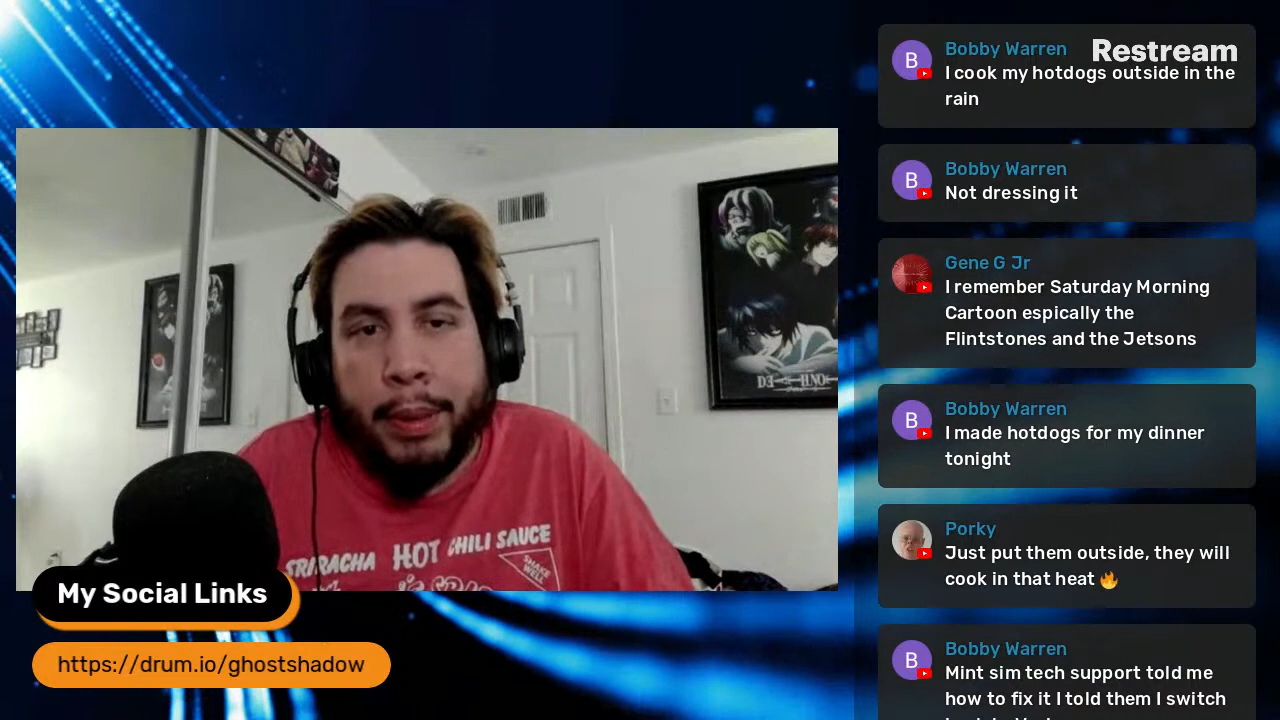 Restream
Bobby Warren
I cook my hotdogs outside in the
rain
Bobby Warren
Not dressing it
Gene G Jr
I remember Saturday Morning
Cartoon espically the
Flintstones and the Jetsons
Bobby Warren
I made hotdogs for my dinner
tonight
Porky
Just put them outside, they will
cook in that heat 🔥
Bobby Warren
Mint sim tech support told me
how to fix it I told them I switch
B
B
B
B
SRIRACHA HOT CHILI SAUCE
SHAKE
WELL
My Social Links
https://drum.io/ghostshadow